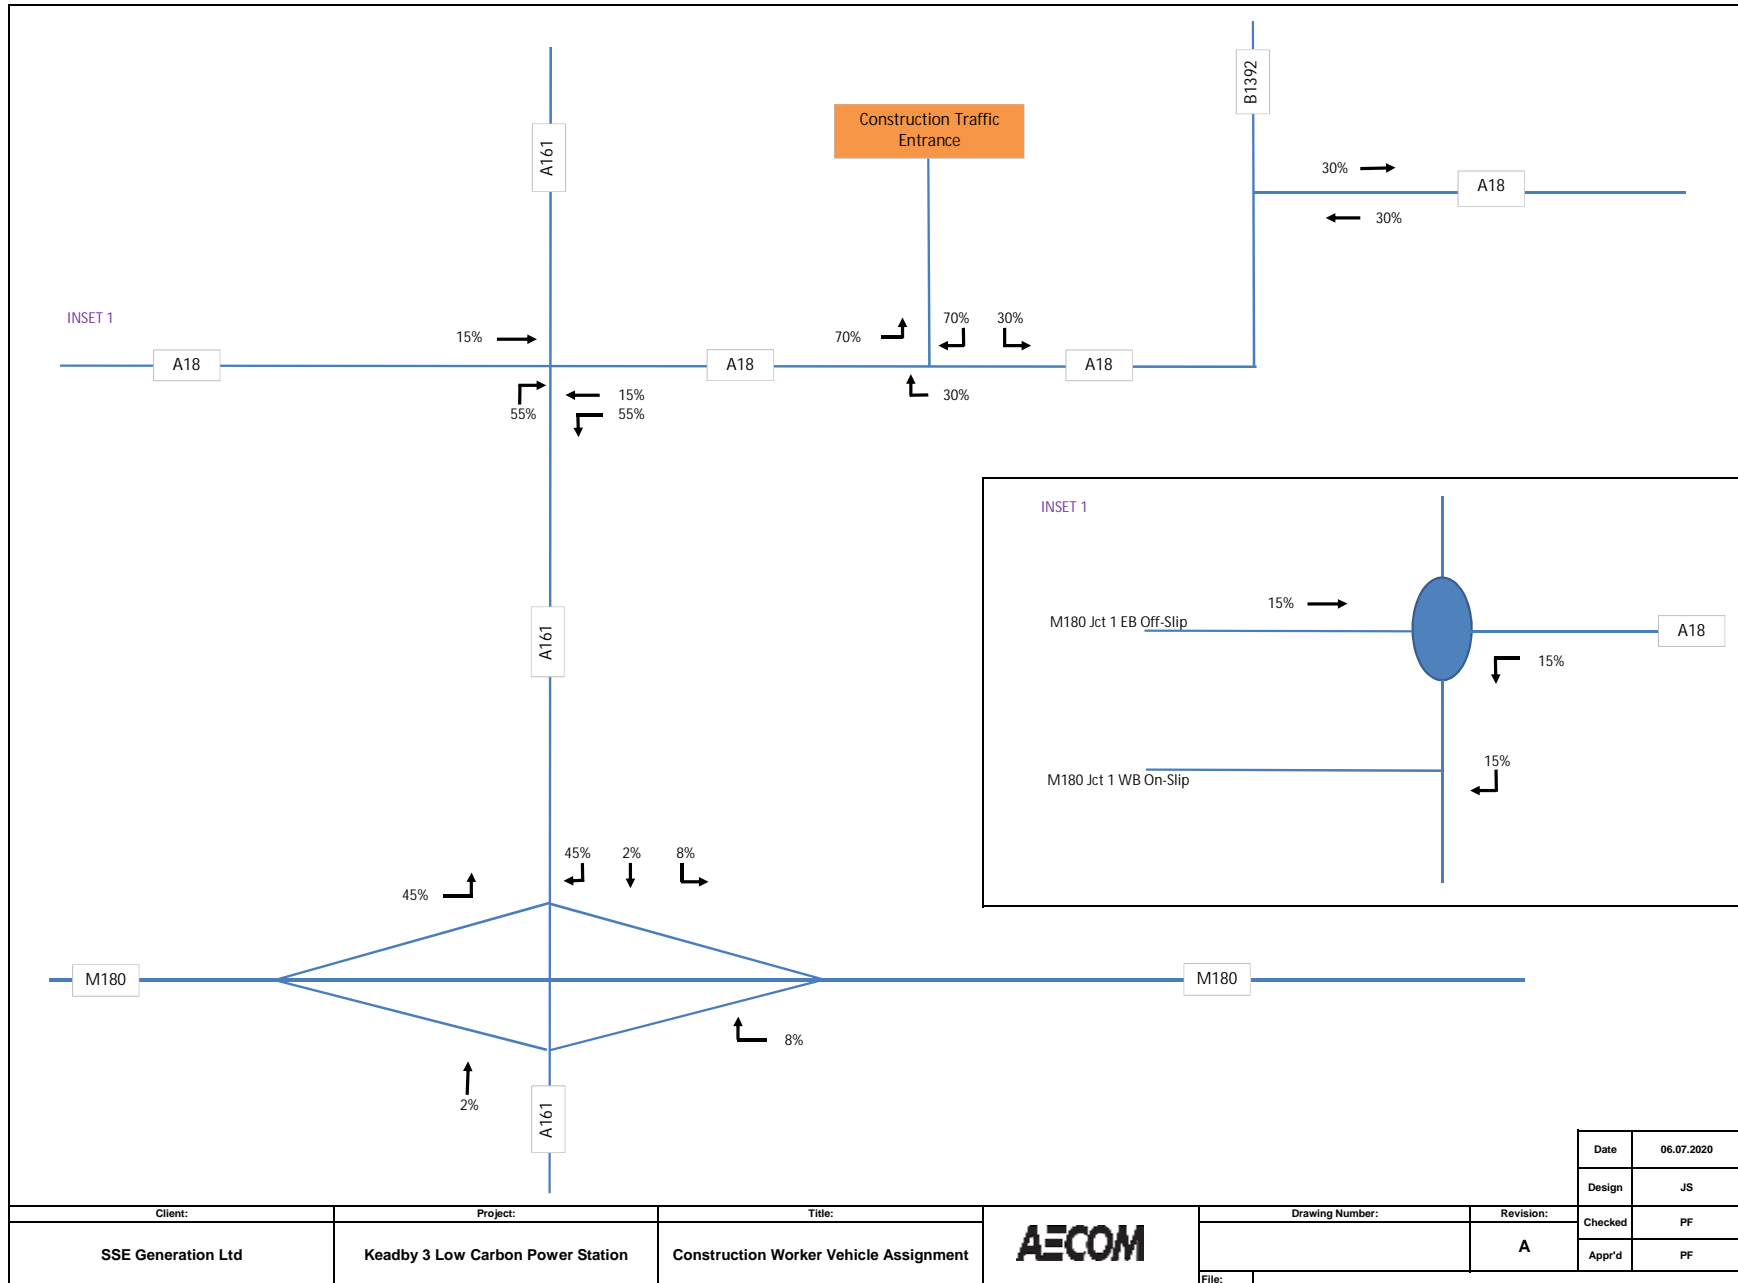 B1392
A161
Construction Traffic
Entrance
30%
A18
30%
INSET 1
15%
70%
70%
30%
A18
A18
A18
55%
15%
55%
30%
INSET 1
15%
M180 Jct 1 EB Off-Slip
A18
15%
A161
15%
M180 Jct 1 WB On-Slip
45%
2%
8%
45%
M180
M180
8%
2%
A161
Date
06.07.2020
Design
JS
Client:
Project:
Title:
Drawing Number:
Revision:
Checked
PF
SSE Generation Ltd
Keadby 3 Low Carbon Power Station
Construction Worker Vehicle Assignment
AECOM
A
Appr'd
PF
File: